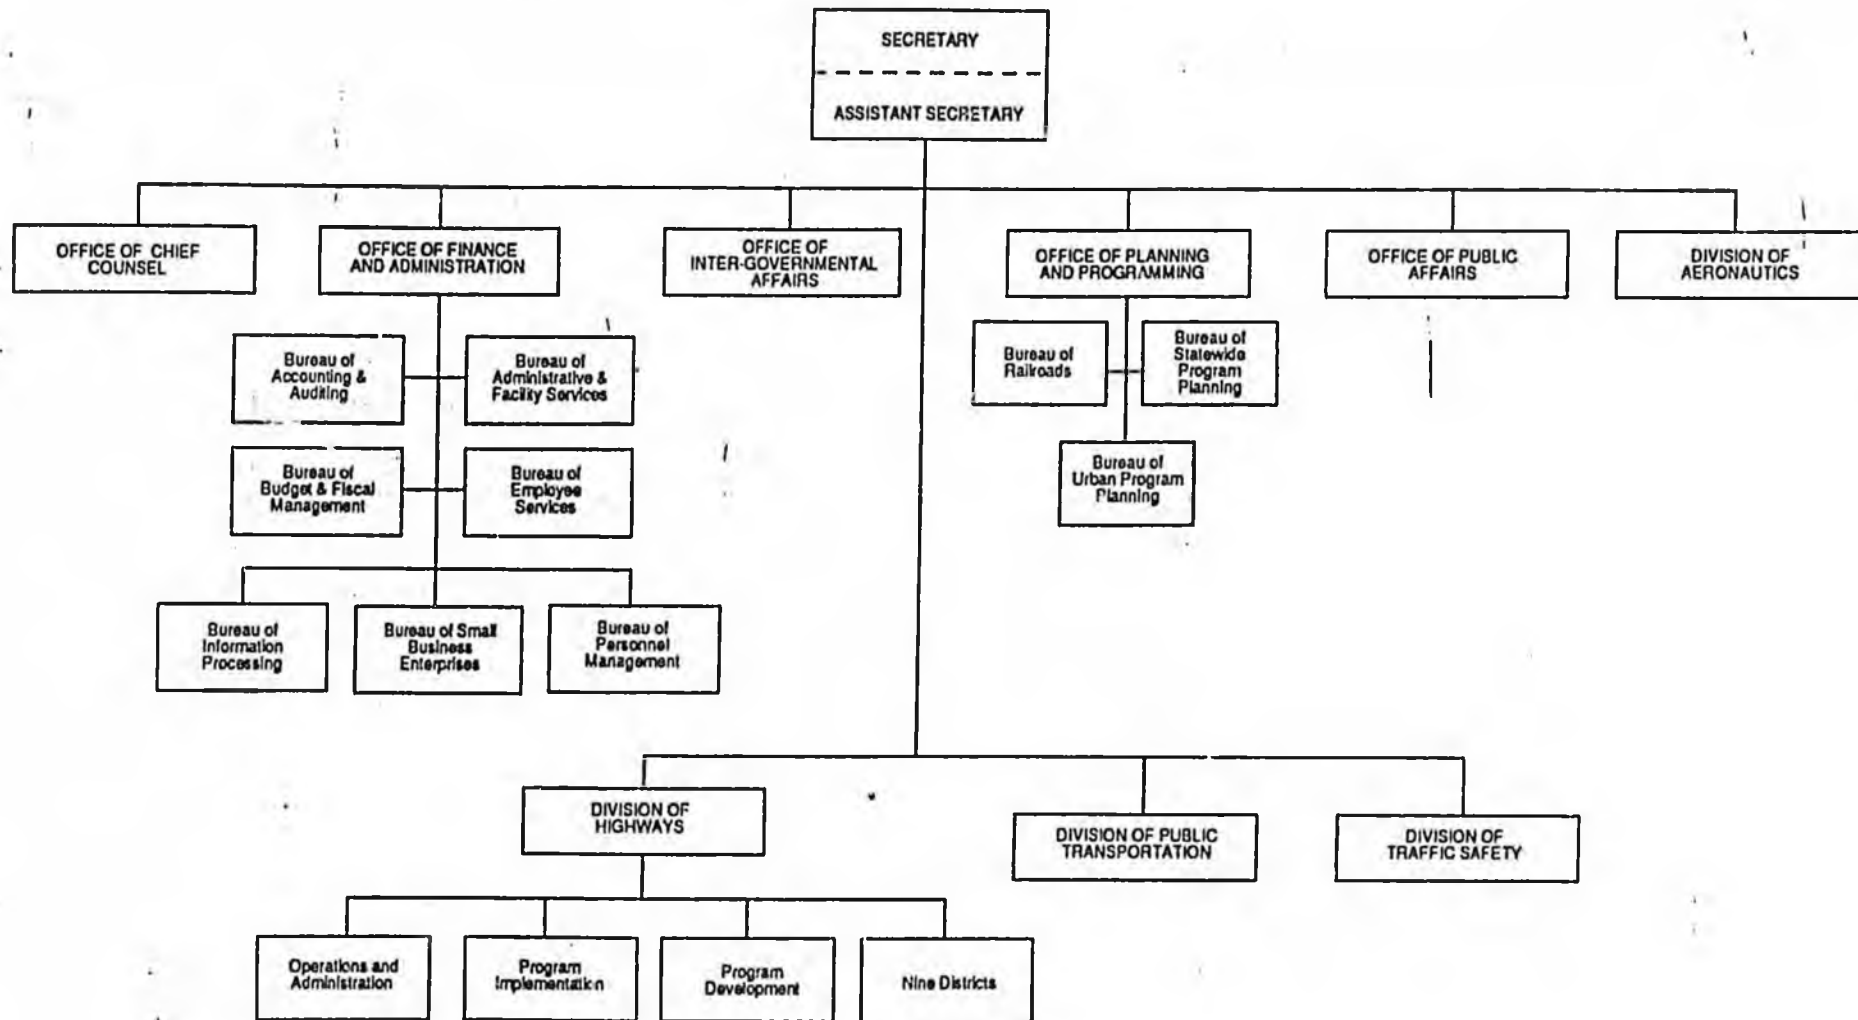 SECRETARY
ASSISTANT SECRETARY
OFFICE OF CHIEF
COUNSEL
OFFICE OF FINANCE
AND ADMINISTRATION
OFFICE OF
INTER-GOVERNMENTAL
AFFAIRS
OFFICE OF PLANNING
AND PROGRAMMING
OFFICE OF PUBLIC
AFFAIRS
DIVISION OF
AERONAUTICS
Bureau of
Accounting &
Auditing
Bureau of
Administrative &
Facility Services
Bureau of
Railroads
Bureau of
Statewide
Program
Planning
Bureau of
Budget & Fiscal
Management
Bureau of
Employee
Services
Bureau of
Urban Program
Planning
Bureau of
Information
Processing
Bureau of Small
Business
Enterprises
Bureau of
Personnel
Management
DIVISION OF
HIGHWAYS
DIVISION OF PUBLIC
TRANSPORTATION
DIVISION OF
TRAFFIC SAFETY
Operations and
Administration
Program
Implementation
Program
Development
Nine Districts